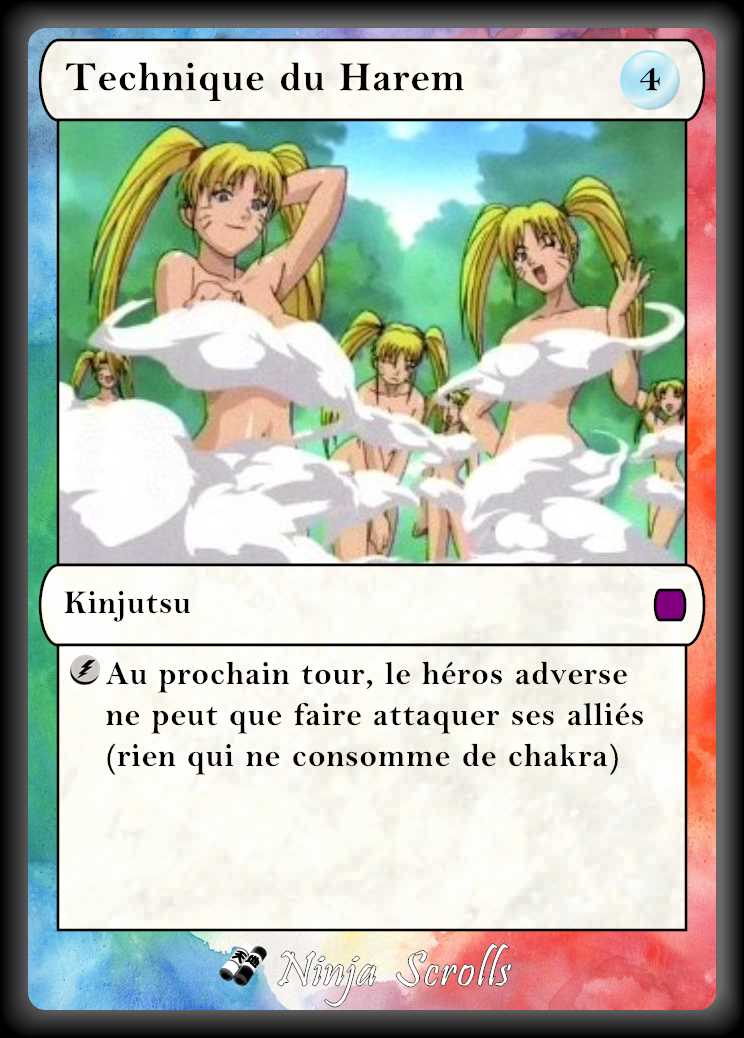 Technique du Harem
4
Kinjutsu
Au prochain tour, le héros adverse
ne peut que faire attaquer ses alliés
(rien qui ne consomme de chakra)
Ninja Scrolls